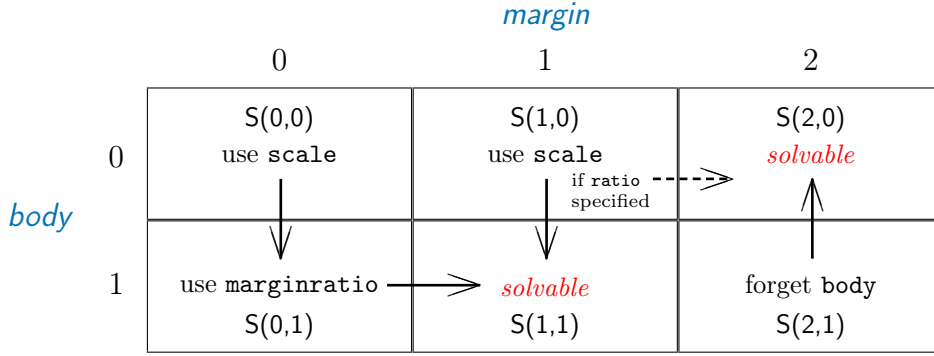 margin
0 1 2
S(0,0) S(1,0) S(2,0)
0 use scale use scale solvable
if ratio
specified
body
1 use marginratio solvable forget body
S(0,1) S(1,1) S(2,1)